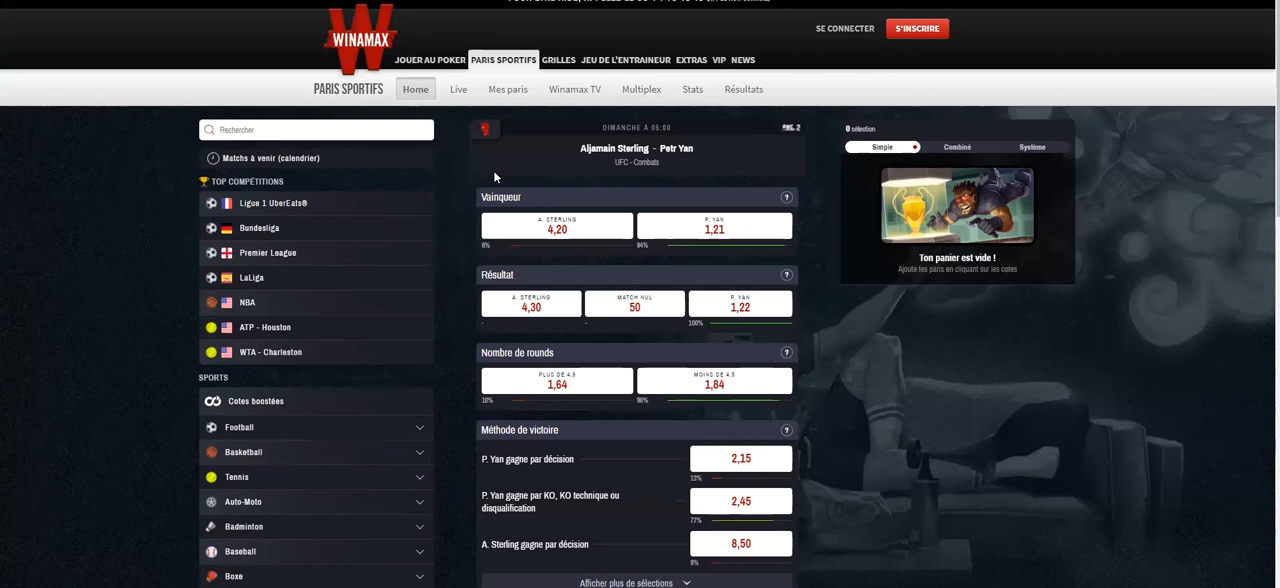 WINAMAX
SE CONNECTER
S'INSCRIRE
JOUER AU POKER PARIS SPORTIFS GRILLES JEU DE L'ENTRAINEUR EXTRAS VIP NEWS
PARIS SPORTIFS Home Live Mes paris Winamax TV Multiplex Stats Résultats
Rechercher
Matchs à venir (calendrier)
TOP COMPÉTITIONS
Ligue 1 UberEats®
Bundesliga
Premier League
LaLiga
NBA
ATP - Houston
WTA - Charleston
SPORTS
Cotes boostées
Football
Basketball
Tennis
Auto-Moto
Badminton
Baseball
Boxe
DIMANCHE À 05:00
Aljamain Sterling - Petr Yan
UFC - Combats
Vainqueur ?
A. STERLING P. YAN
4,20 1,21
6% 94%
Résultat ?
A. STERLING MATCH NUL P. YAN
4,30 50 1,22
- - 100%
Nombre de rounds ?
PLUS DE 4,5 MOINS DE 4,5
1,64 1,84
10% 90%
Méthode de victoire ?
P. Yan gagne par décision 2,15
13%
P. Yan gagne par KO, KO technique ou
disqualification 2,45
77%
A. Sterling gagne par décision 8,50
9%
Afficher plus de sélections
0 sélection
Simple Combiné Système
Ton panier est vide !
Ajoute tes paris en cliquant sur les cotes